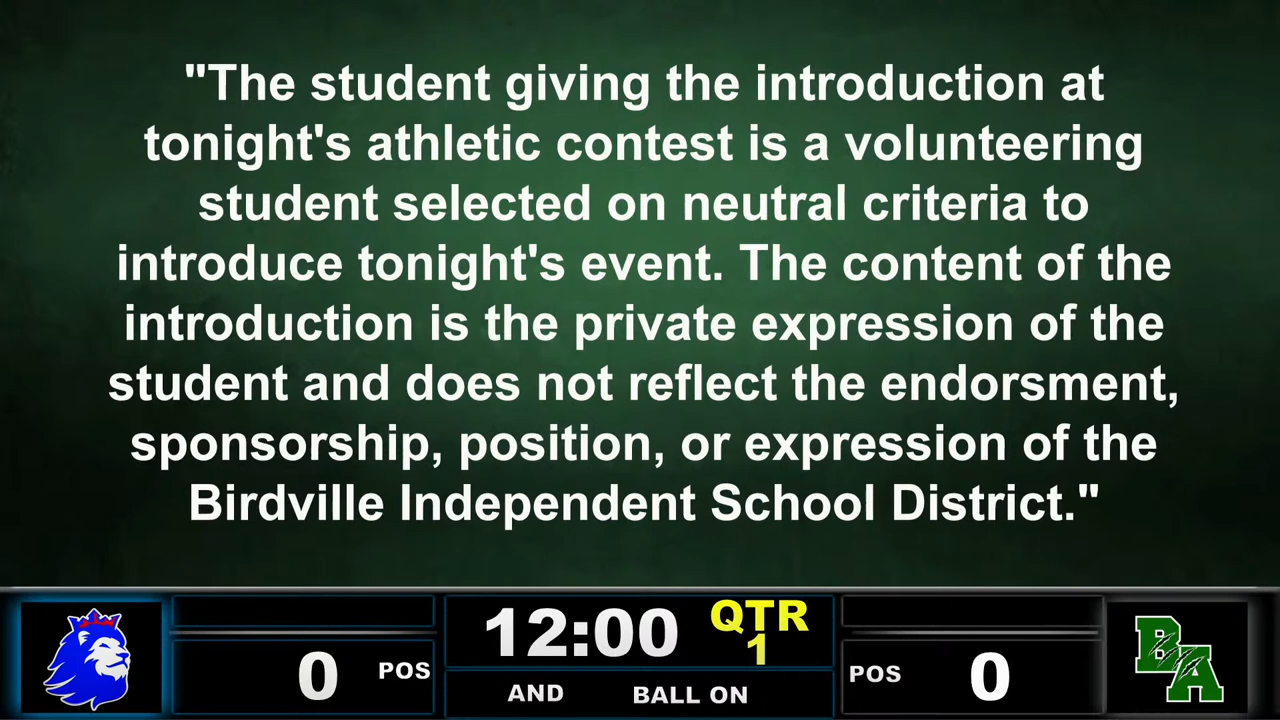 "The student giving the introduction at
tonight's athletic contest is a volunteering
student selected on neutral criteria to
introduce tonight's event. The content of the
introduction is the private expression of the
student and does not reflect the endorsment,
sponsorship, position, or expression of the
Birdville Independent School District."
0 POS
12:00 QTR 1
AND BALL ON
POS 0
BA